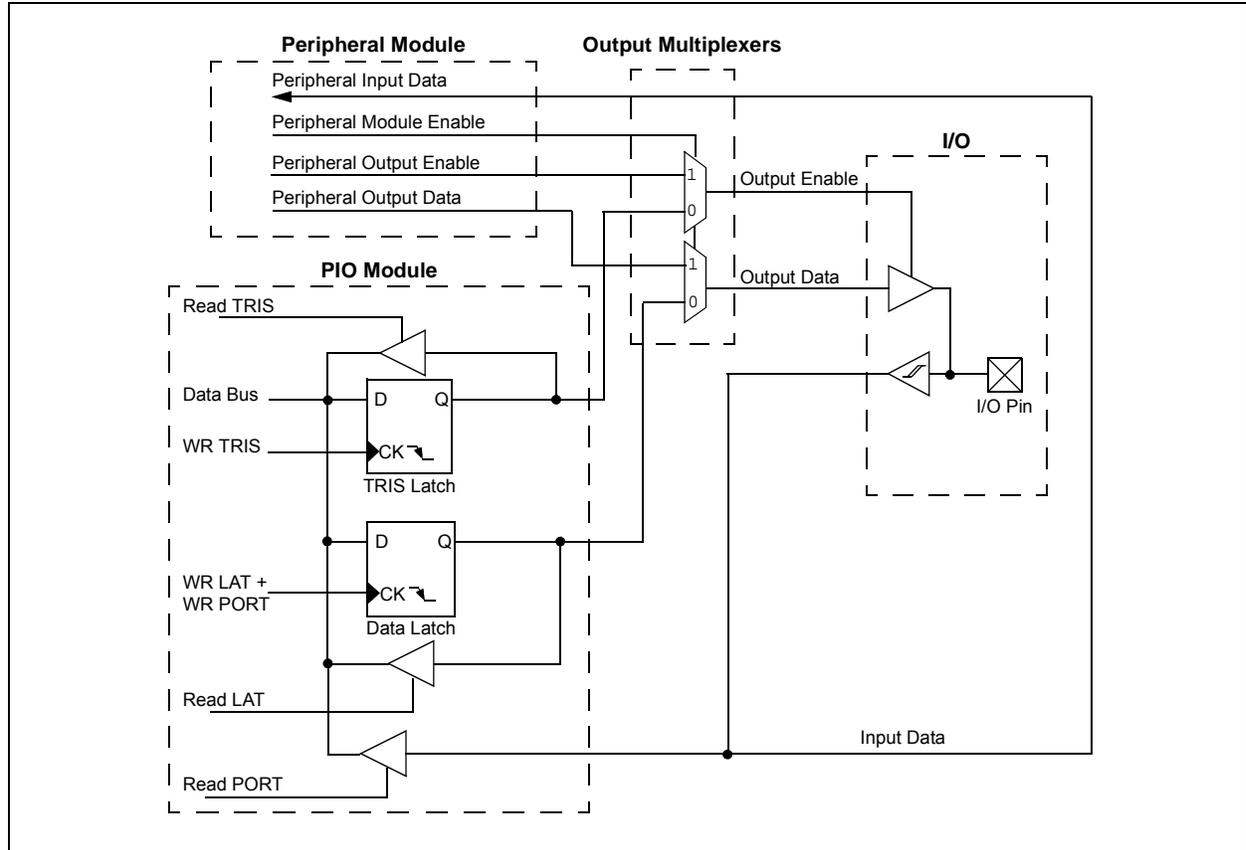 Peripheral Module
Output Multiplexers
Peripheral Input Data
Peripheral Module Enable
Peripheral Output Enable
Peripheral Output Data
1
0
1
0
Output Enable
Output Data
I/O
I/O Pin
PIO Module
Read TRIS
Data Bus
D
Q
WR TRIS
CK
TRIS Latch
D
Q
WR LAT +
WR PORT
CK
Data Latch
Read LAT
Read PORT
Input Data